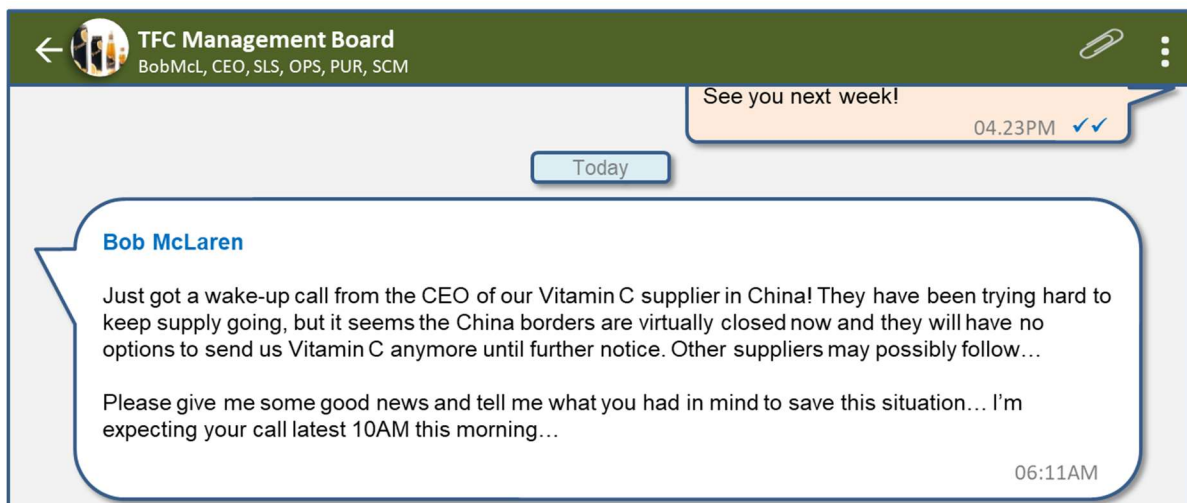 TFC Management Board
BobMcL, CEO, SLS, OPS, PUR, SCM
See you next week!
04.23PM
Today
Bob McLaren
Just got a wake-up call from the CEO of our Vitamin C supplier in China! They have been trying hard to
keep supply going, but it seems the China borders are virtually closed now and they will have no
options to send us Vitamin C anymore until further notice. Other suppliers may possibly follow…
Please give me some good news and tell me what you had in mind to save this situation… I'm
expecting your call latest 10AM this morning…
06:11AM